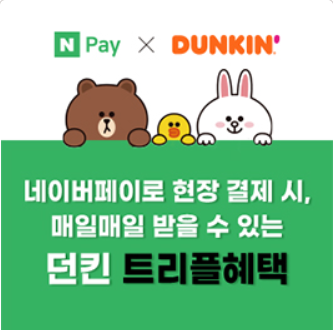 N Pay × DUNKIN'
네이버페이로 현장 결제 시,
매일매일 받을 수 있는
던킨 트리플혜택